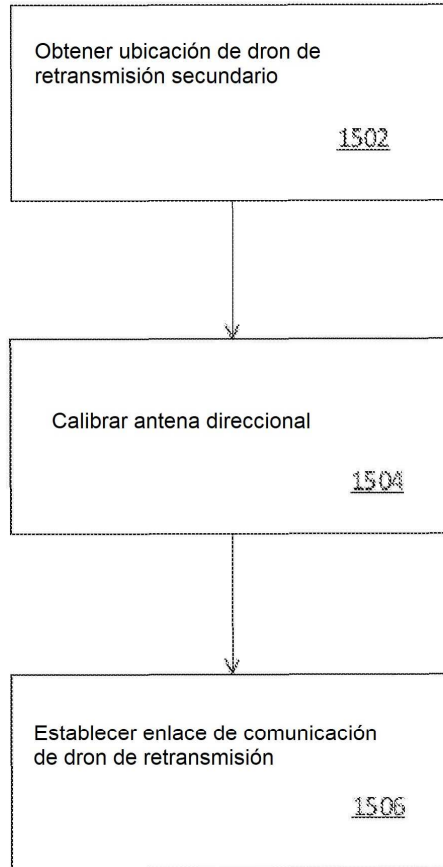 Obtener ubicación de dron de
retransmisión secundario
1502
Calibrar antena direccional
1504
Establecer enlace de comunicación
de dron de retransmisión
1506